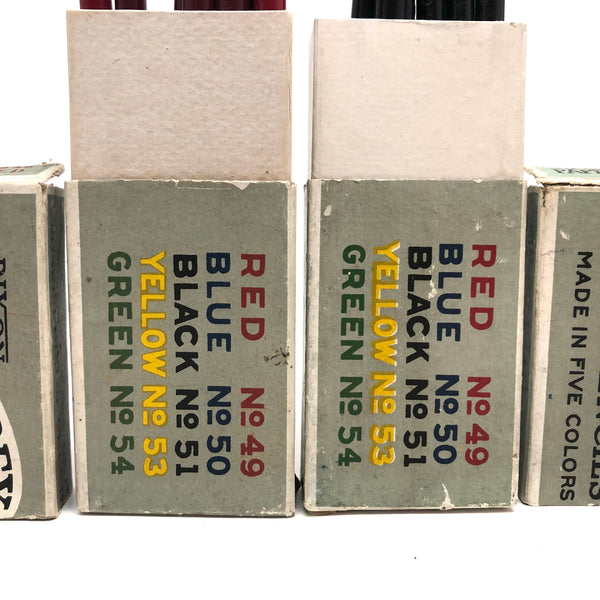 RED Nº 49
BLUE Nº 50
BLACK Nº 51
YELLOW Nº 53
GREEN Nº 54
RED Nº 49
BLUE Nº 50
BLACK Nº 51
YELLOW Nº 53
GREEN Nº 54
MADE IN FIVE COLORS